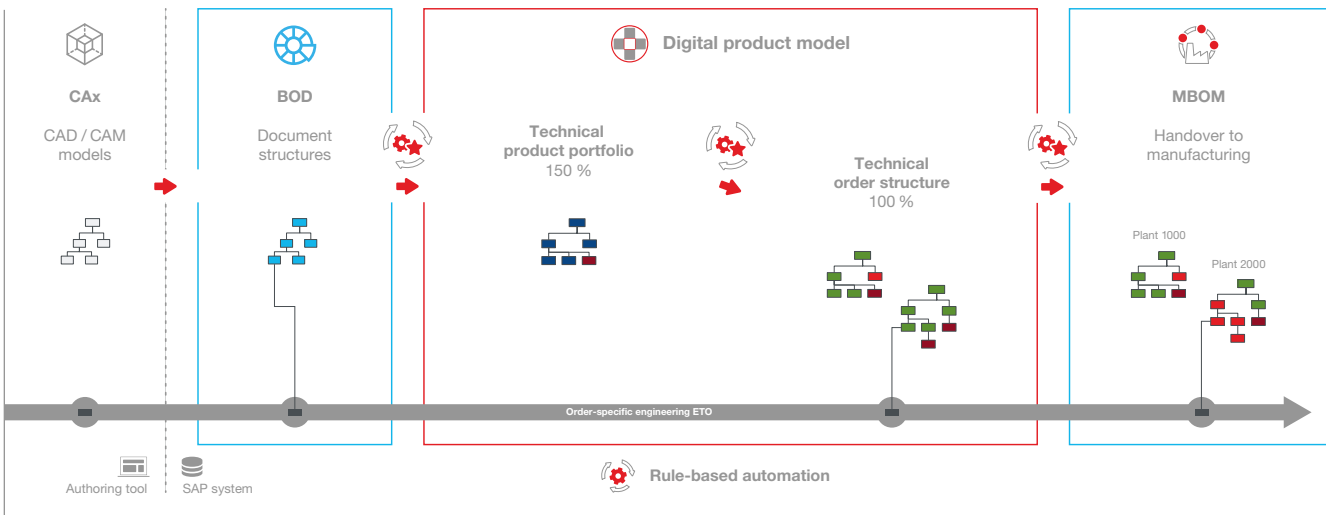 CAx
CAD / CAM
models
BOD
Document
structures
Digital product model
Technical
product portfolio
150 %
Technical
order structure
100 %
MBOM
Handover to
manufacturing
Plant 1000
Plant 2000
Order-specific engineering ETO
Authoring tool
SAP system
Rule-based automation